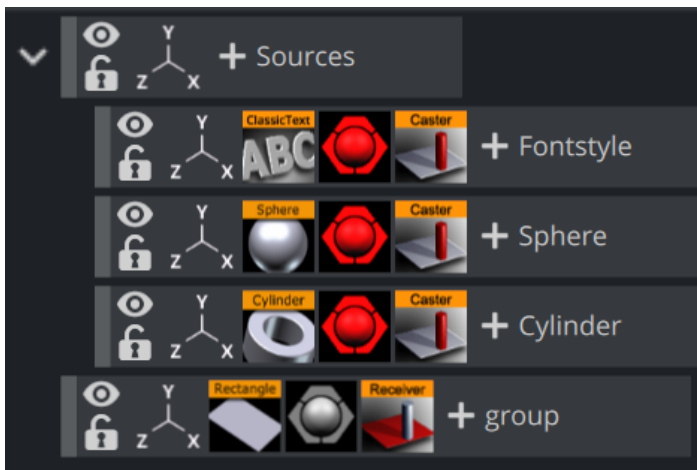 Y
Z X
Sources
ClassicText
ABC
Caster
Y
Z X
Fontstyle
Sphere
Caster
Y
Z X
Sphere
Cylinder
Caster
Y
Z X
Cylinder
Rectangle
Receiver
Y
Z X
group